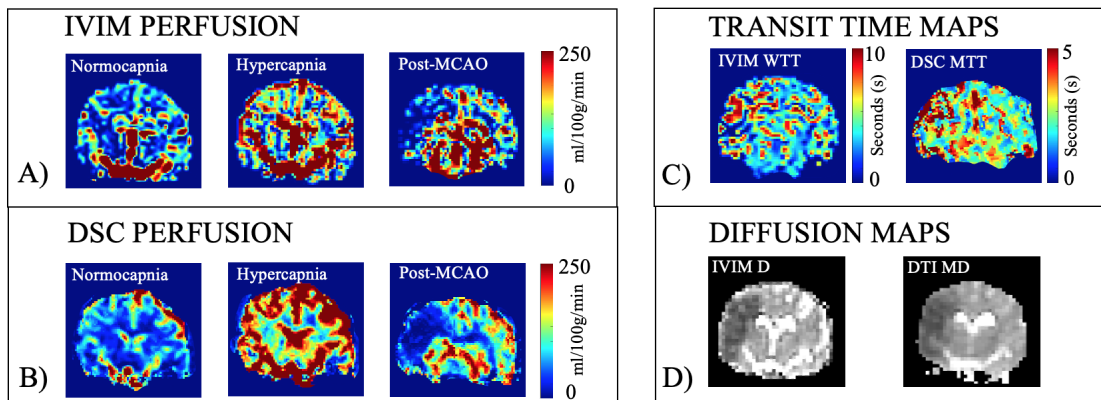 IVIM PERFUSION
Normocapnia
Hypercapnia
Post-MCAO
250
ml/100g/min
0
A)
DSC PERFUSION
Normocapnia
Hypercapnia
Post-MCAO
250
ml/100g/min
0
B)
TRANSIT TIME MAPS
IVIM WTT
10
Seconds (s)
0
DSC MTT
5
Seconds (s)
0
C)
DIFFUSION MAPS
IVIM D
DTI MD
D)